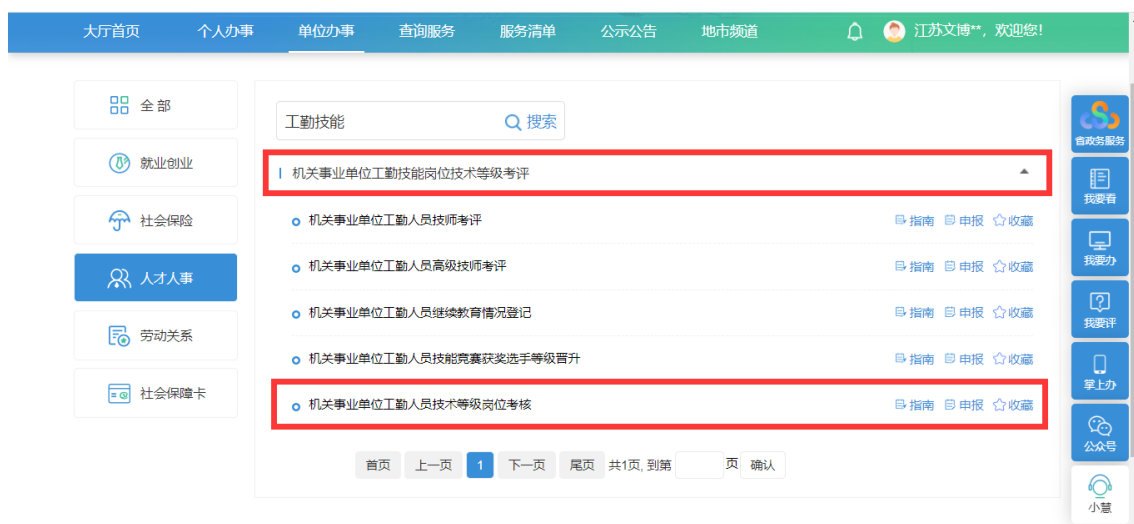 大厅首页 个人办事 单位办事 查询服务 服务清单 公示公告 地市频道 江苏文博**，欢迎您!
全部
就业创业
社会保险
人才人事
劳动关系
社会保障卡
工勤技能 搜索
机关事业单位工勤技能岗位技术等级考评
机关事业单位工勤人员技师考评 指南 申报 收藏
机关事业单位工勤人员高级技师考评 指南 申报 收藏
机关事业单位工勤人员继续教育情况登记 指南 申报 收藏
机关事业单位工勤人员技能竞赛获奖选手等级晋升 指南 申报 收藏
机关事业单位工勤人员技术等级岗位考核 指南 申报 收藏
首页 上一页 1 下一页 尾页 共1页, 到第 页 确认
省政务服务
我要看
我要办
我要评
掌上办
公众号
小慧